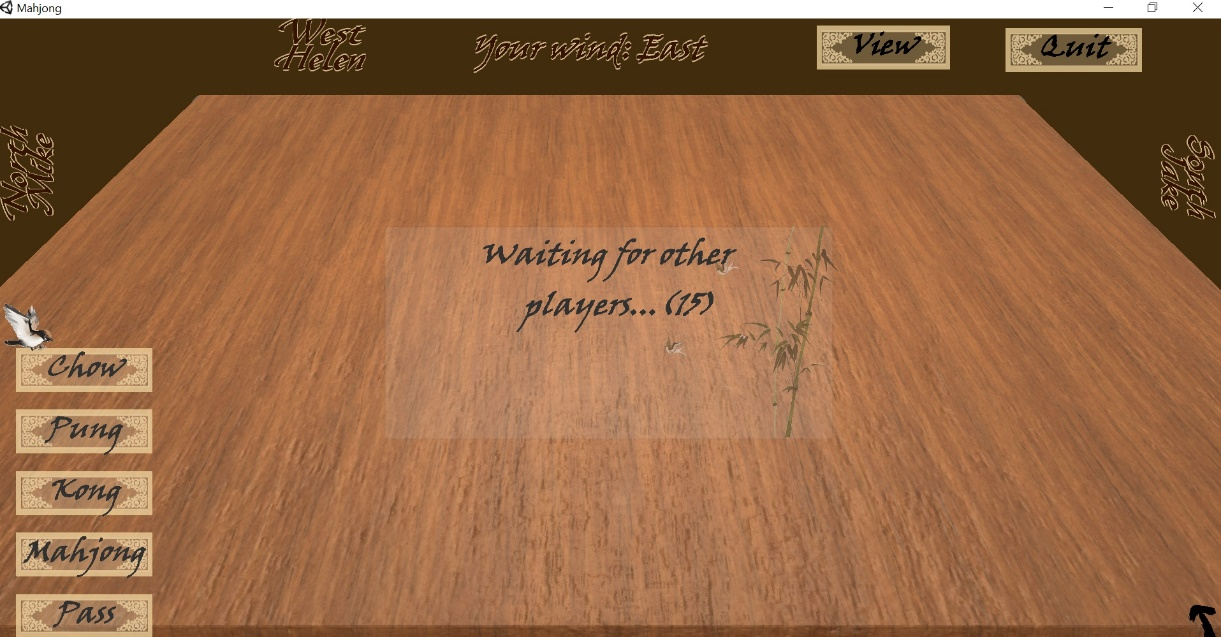 Mahjong
West
Helen
Your wind: East
View
Quit
North
Mike
South
Jake
Waiting for other
players... (15)
Chow
Pung
Kong
Mahjong
Pass